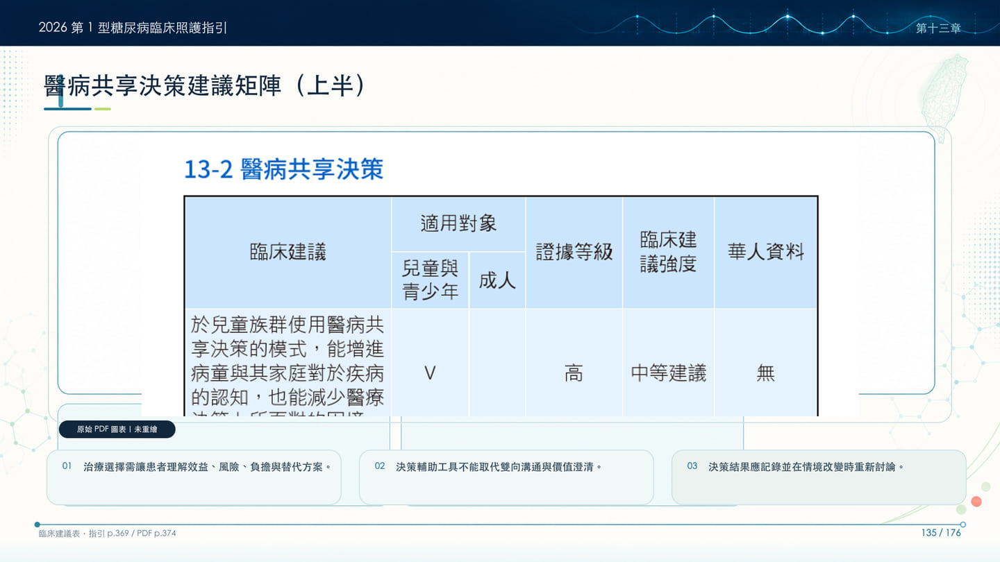 2026 第 1 型糖尿病臨床照護指引
第十三章
醫病共享決策建議矩陣（上半）
13-2 醫病共享決策
臨床建議
適用對象
兒童與
青少年
成人
證據等級
臨床建
議強度
華人資料
於兒童族群使用醫病共
享決策的模式，能增進
病童與其家庭對於疾病
的認知，也能減少醫療
V
高
中等建議
無
原始 PDF 圖表｜未重繪
01 治療選擇需讓患者理解效益、風險、負擔與替代方案。
02 決策輔助工具不能取代雙向溝通與價值澄清。
03 決策結果應記錄並在情境改變時重新討論。
臨床建議表・指引 p.369 / PDF p.374
135 / 176